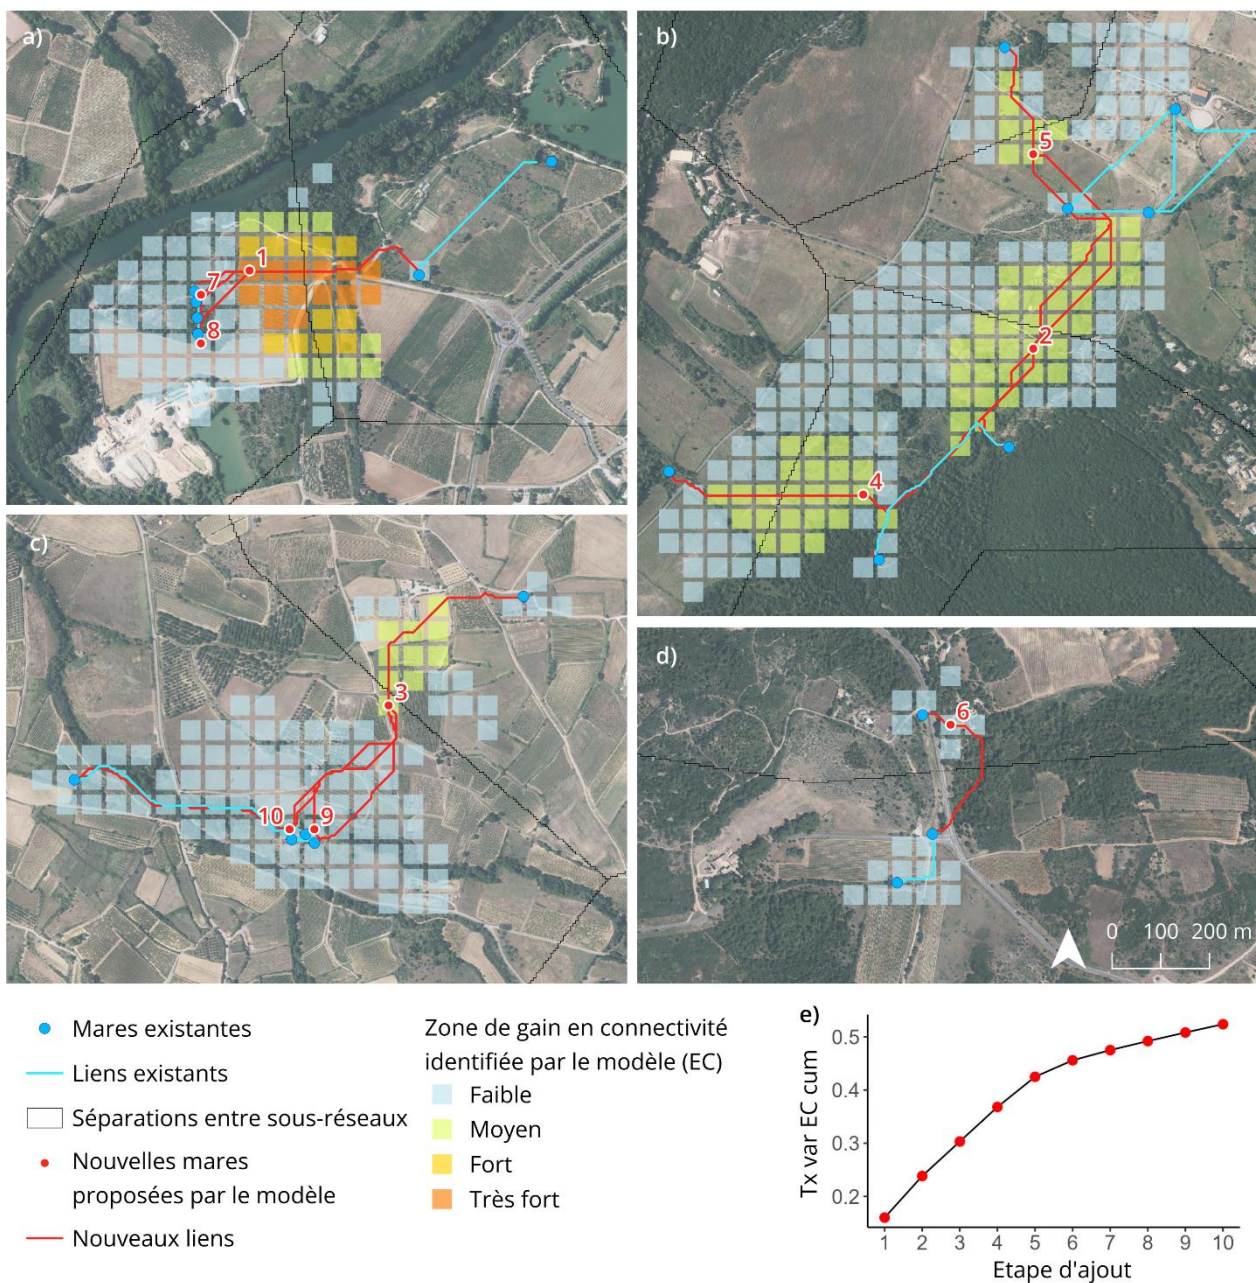 a)
1
7
8
b)
5
2
4
c)
3
10
9
d)
6
0 100 200 m
Mares existantes
Liens existants
Séparations entre sous-réseaux
Nouvelles mares
proposées par le modèle
Nouveaux liens
Zone de gain en connectivité
identifiée par le modèle (EC)
Faible
Moyen
Fort
Très fort
e)
Tx var EC cum
0.5
0.4
0.3
0.2
1 2 3 4 5 6 7 8 9 10
Etape d'ajout